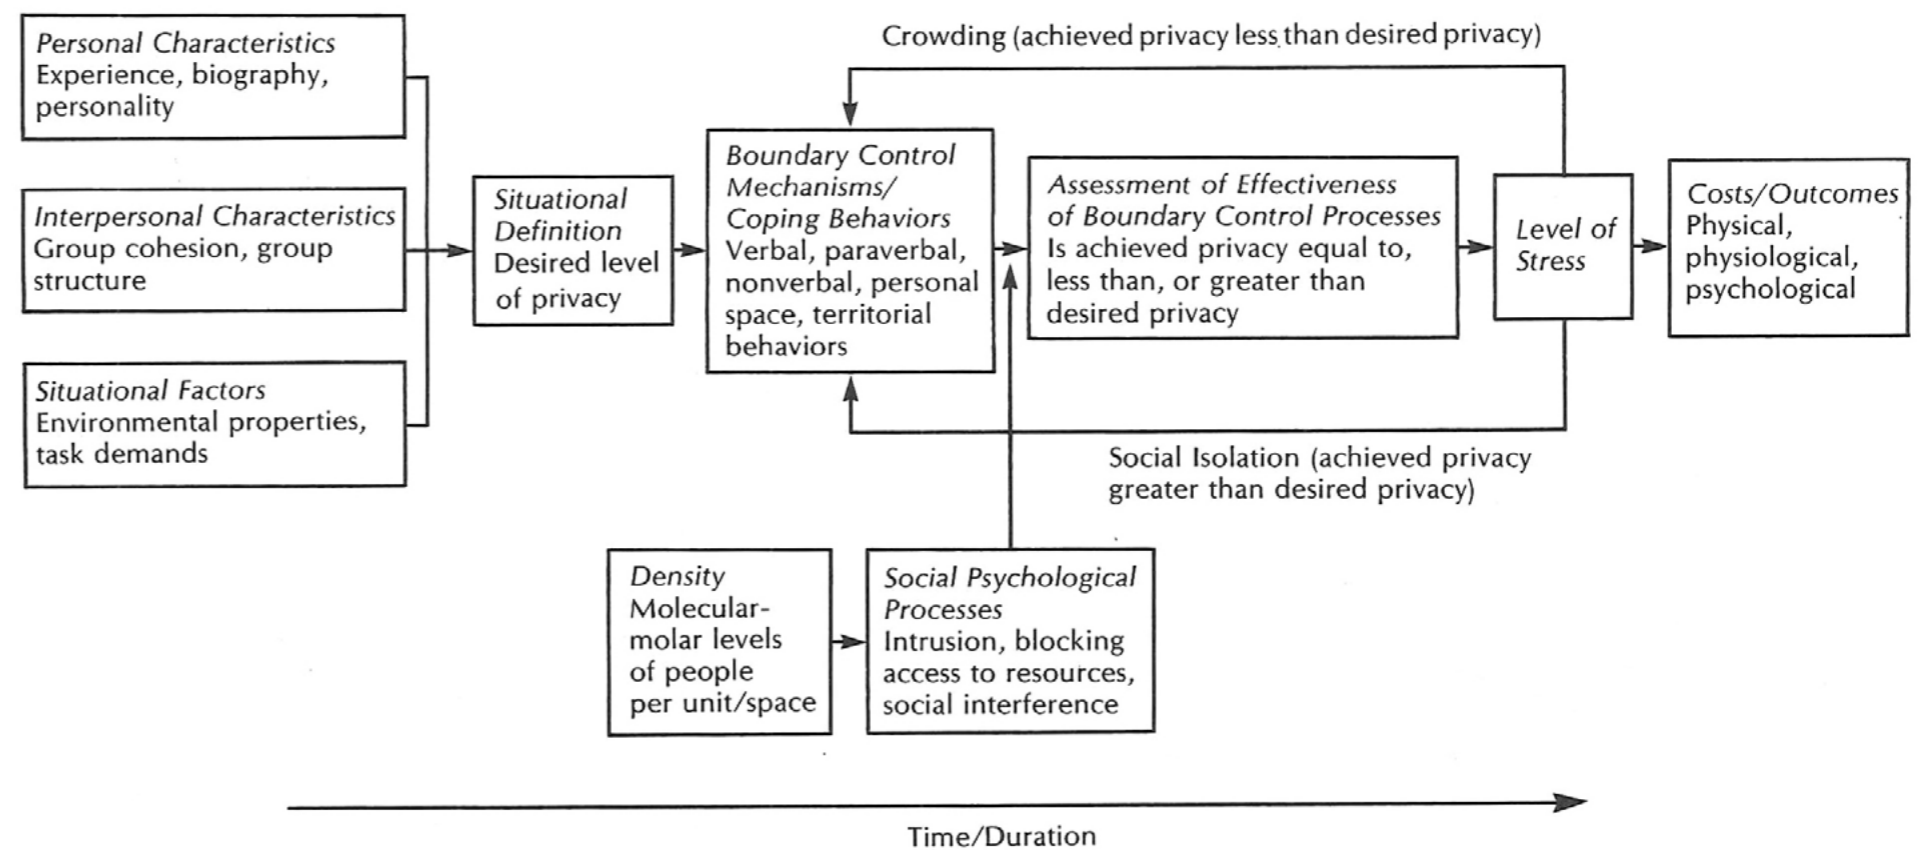 Personal Characteristics
Experience, biography,
personality
Interpersonal Characteristics
Group cohesion, group
structure
Situational Factors
Environmental properties,
task demands
Situational
Definition
Desired level
of privacy
Crowding (achieved privacy less than desired privacy)
Boundary Control
Mechanisms/
Coping Behaviors
Verbal, paraverbal,
nonverbal, personal
space, territorial
behaviors
Assessment of Effectiveness
of Boundary Control Processes
Is achieved privacy equal to,
less than, or greater than
desired privacy
Level of
Stress
Costs/Outcomes
Physical,
physiological,
psychological
Social Isolation (achieved privacy
greater than desired privacy)
Density
Molecular-
molar levels
of people
per unit/space
Social Psychological
Processes
Intrusion, blocking
access to resources,
social interference
Time/Duration